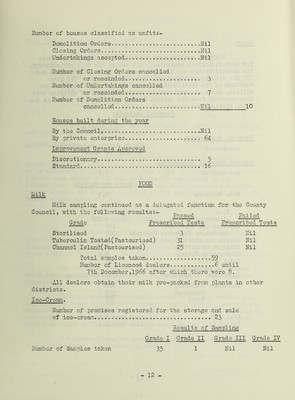 Number of houses classified as unfit:-
Demolition Orders..........................Nil
Closing Orders.............................Nil
Undertakings accepted......................Nil
Number of Closing Orders cancelled
or rescinded......................... 3
Number of Undertakings cancelled
or rescinded......................... 7
Number of Demolition Orders
cancelled............................Nil 10
Houses built during the year
By the Council.............................Nil
By private enterprise...................... 64
Improvement Grants Approved
Discretionary.............................. 5
Standard................................... 16
FOOD
Milk
Milk sampling continued as a delegated function for the County
Council, with the following results:-
Passed Failed
Grade Prescribed Tests Prescribed Tests
Sterilised 3 Nil
Tuberculin Tested(Pasteurised) 31 Nil
Channel Island(Pasteurised) 25 Nil
Total samples taken....................59
Number of Licensed dealers.............6 until
7th December,1966 after which there were 8.
All dealers obtain their milk pre-packed from plants in other
districts.
Ice-Cream.
Number of premises registered for the storage and sale
of ice-cream.................................. 23
Results of Sampling
Grade I Grade II Grade III Grade IV
Number of Samples taken 35 1 Nil Nil
- 12 -